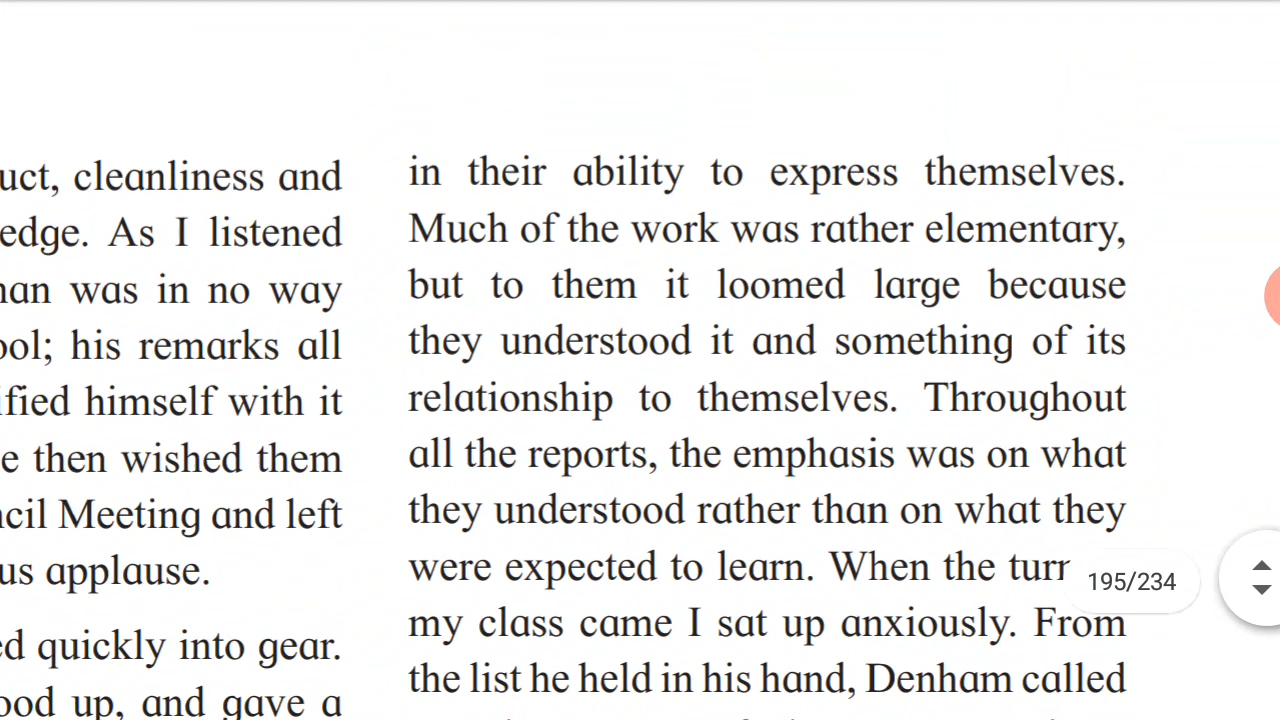 uct, cleanliness and
edge. As I listened
was in no way
ool; his remarks all
ified himself with it
e then wished them
ncil Meeting and left
us applause.
ed quickly into gear.
ood up, and gave a
in their ability to express themselves.
Much of the work was rather elementary,
but to them it loomed large because
they understood it and something of its
relationship to themselves. Throughout
all the reports, the emphasis was on what
they understood rather than on what they
were expected to learn. When the
my class came I sat up anxiously. From
the list he held in his hand, Denham called
195/234